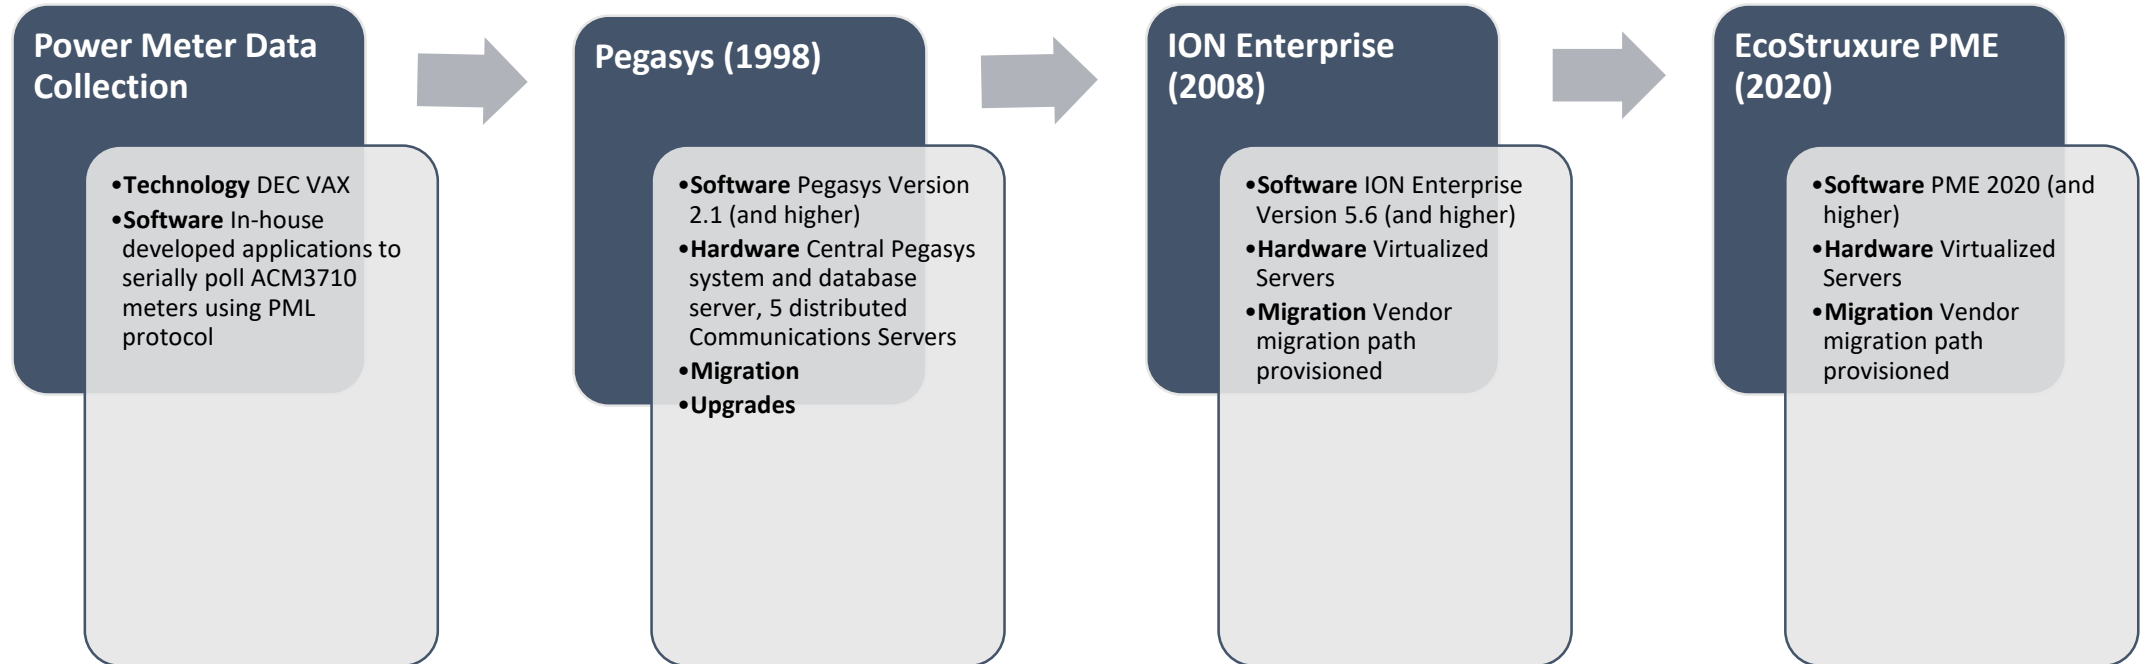 Power Meter Data
Collection
•Technology DEC VAX
•Software In-house
developed applications to
serially poll ACM3710
meters using PML
protocol
Pegasys (1998)
•Software Pegasys Version
2.1 (and higher)
•Hardware Central Pegasys
system and database
server, 5 distributed
Communications Servers
•Migration
•Upgrades
ION Enterprise
(2008)
•Software ION Enterprise
Version 5.6 (and higher)
•Hardware Virtualized
Servers
•Migration Vendor
migration path
provisioned
EcoStruxure PME
(2020)
•Software PME 2020 (and
higher)
•Hardware Virtualized
Servers
•Migration Vendor
migration path
provisioned